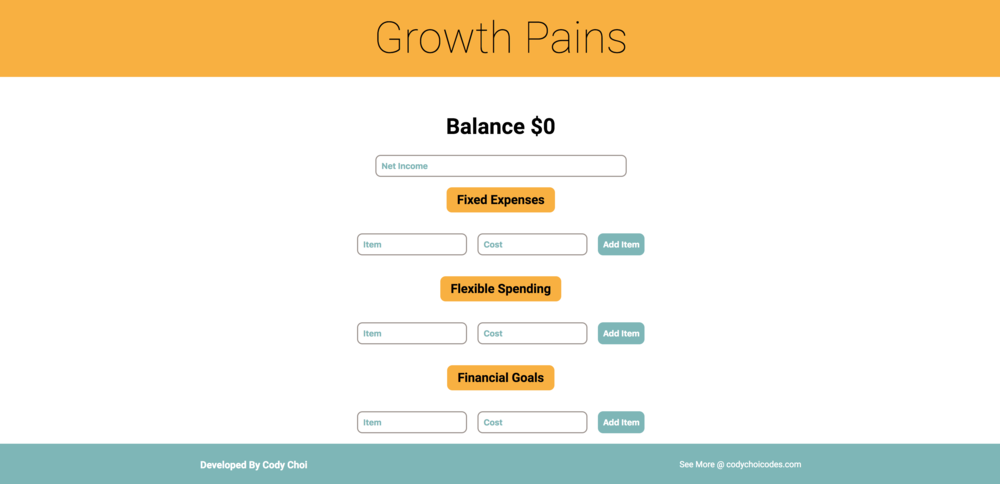 Growth Pains
Balance $0
Net Income
Fixed Expenses
Item Cost Add Item
Flexible Spending
Item Cost Add Item
Financial Goals
Item Cost Add Item
Developed By Cody Choi See More @ codychoicodes.com